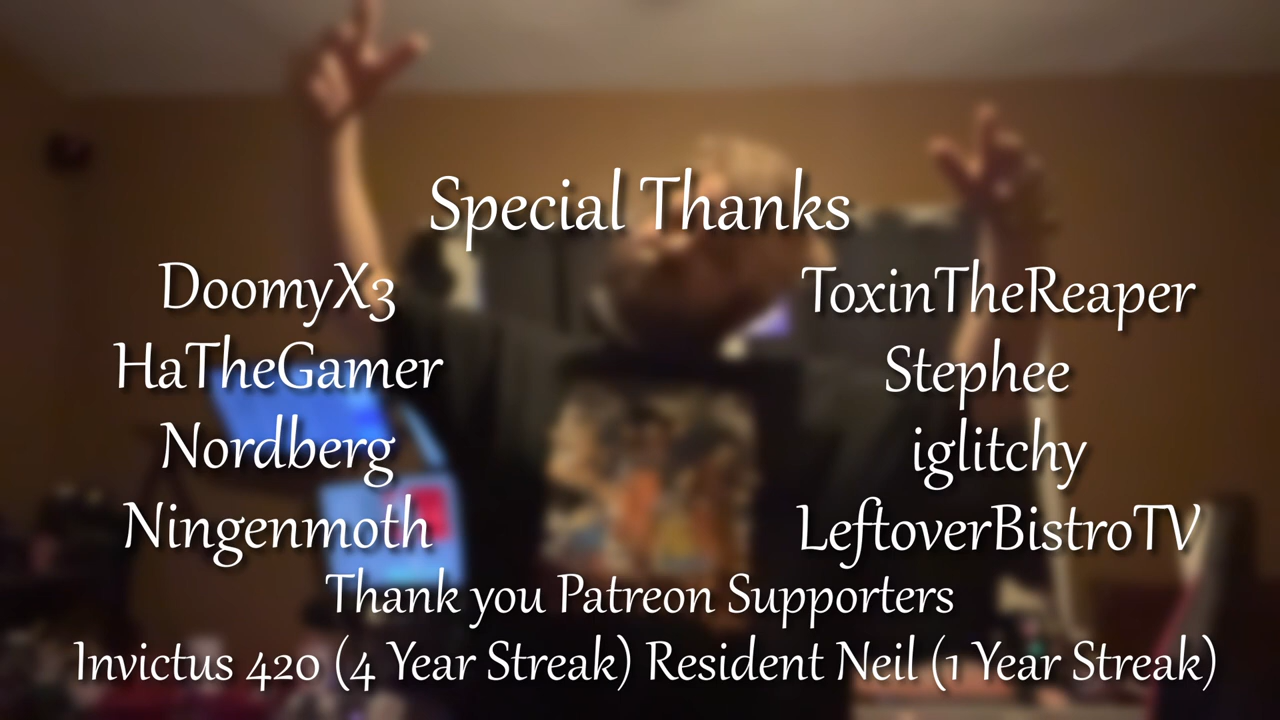 Special Thanks
DoomyX3
ToxinTheReaper
HaTheGamer
Stephee
Nordberg
iglitchy
Ningenmoth
LeftoverBistroTV
Thank you Patreon Supporters
Invictus 420 (4 Year Streak) Resident Neil (1 Year Streak)